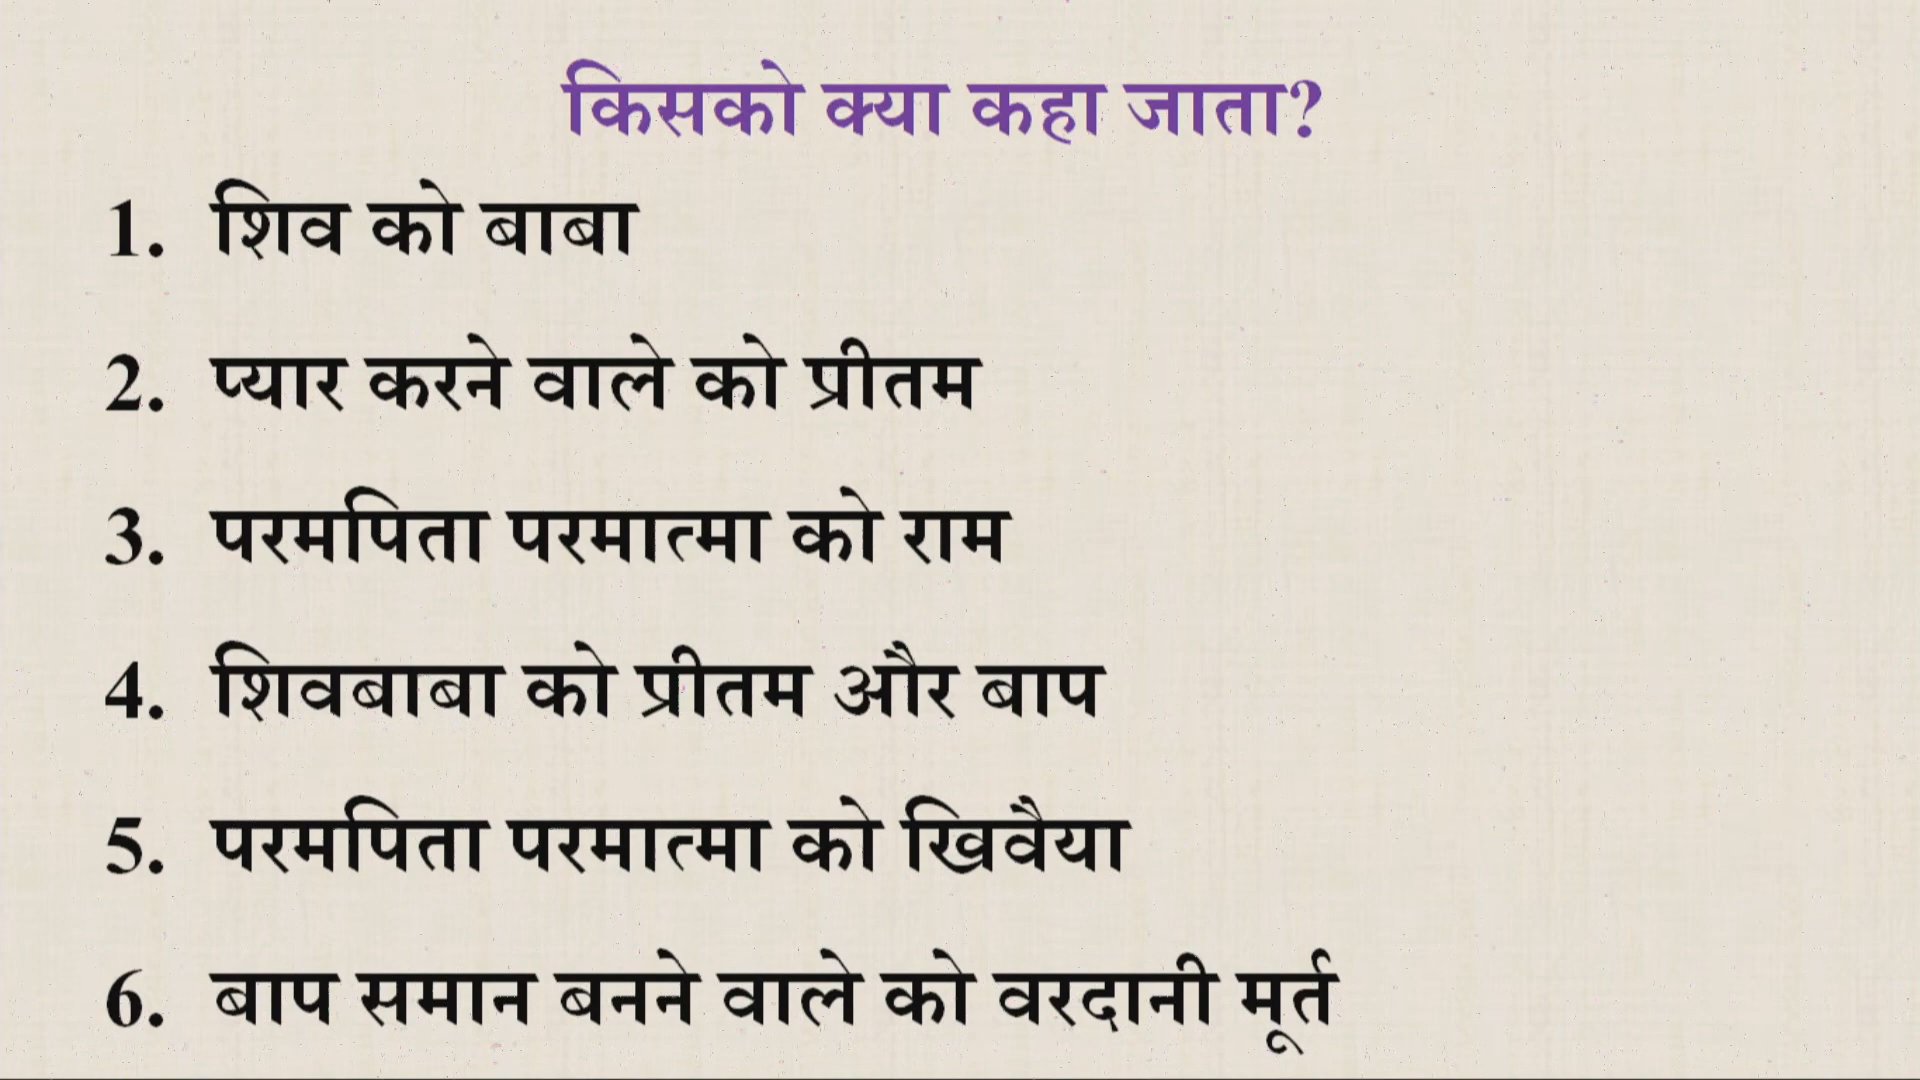 किसको क्या कहा जाता?
1. शिव को बाबा
2. प्यार करने वाले को प्रीतम
3. परमपिता परमात्मा को राम
4. शिवबाबा को प्रीतम और बाप
5. परमपिता परमात्मा को खिवैया
6. बाप समान बनने वाले को वरदानी मूर्त